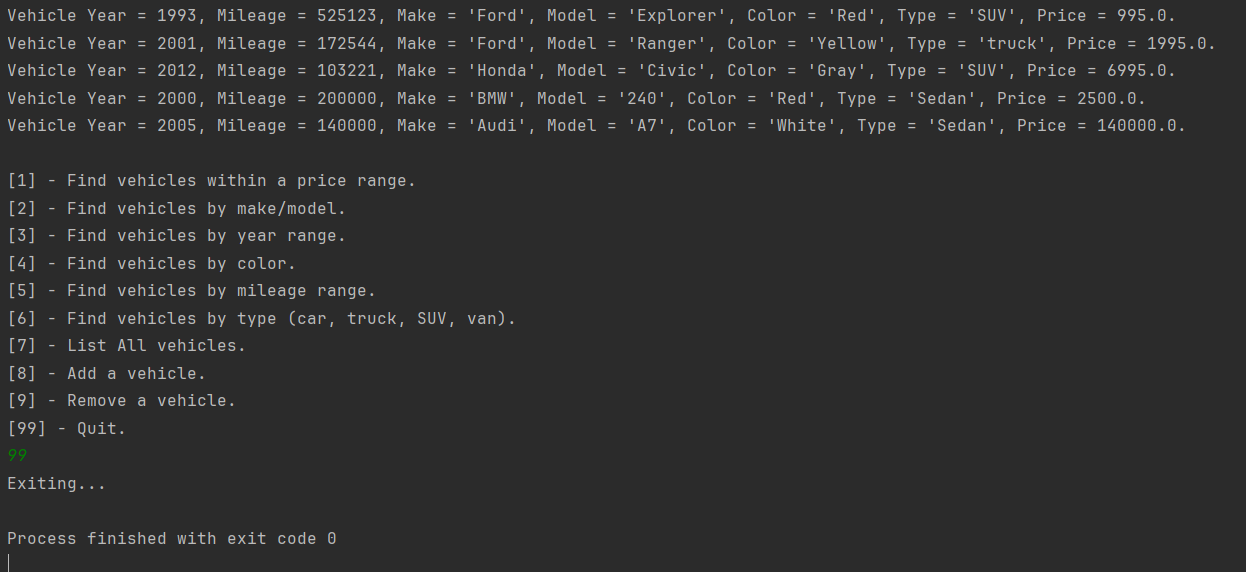 Vehicle Year = 1993, Mileage = 525123, Make = 'Ford', Model = 'Explorer', Color = 'Red', Type = 'SUV', Price = 995.0.
Vehicle Year = 2001, Mileage = 172544, Make = 'Ford', Model = 'Ranger', Color = 'Yellow', Type = 'truck', Price = 1995.0.
Vehicle Year = 2012, Mileage = 103221, Make = 'Honda', Model = 'Civic', Color = 'Gray', Type = 'SUV', Price = 6995.0.
Vehicle Year = 2000, Mileage = 200000, Make = 'BMW', Model = '240', Color = 'Red', Type = 'Sedan', Price = 2500.0.
Vehicle Year = 2005, Mileage = 140000, Make = 'Audi', Model = 'A7', Color = 'White', Type = 'Sedan', Price = 140000.0.
[1] - Find vehicles within a price range.
[2] - Find vehicles by make/model.
[3] - Find vehicles by year range.
[4] - Find vehicles by color.
[5] - Find vehicles by mileage range.
[6] - Find vehicles by type (car, truck, SUV, van).
[7] - List All vehicles.
[8] - Add a vehicle.
[9] - Remove a vehicle.
[99] - Quit.
99
Exiting...
Process finished with exit code 0